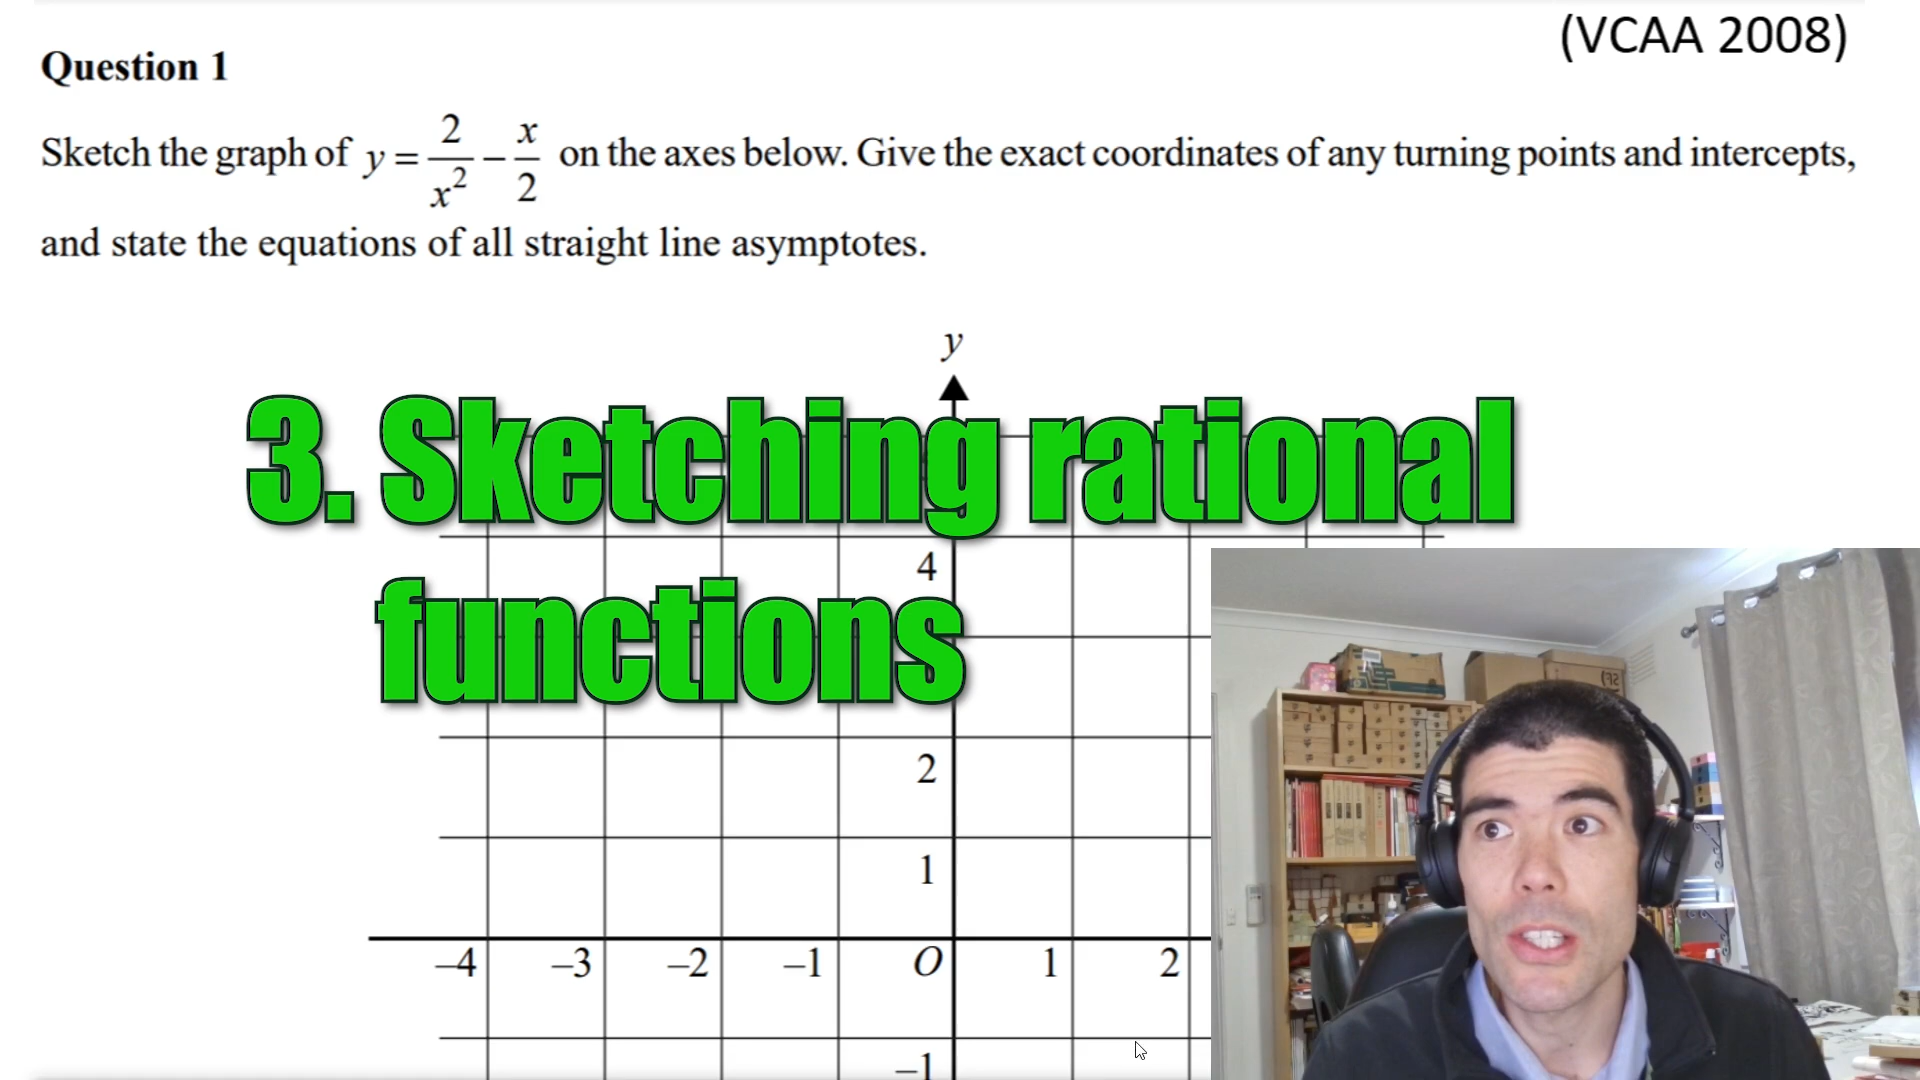 (VCAA 2008)
Question 1
Sketch the graph of y = 2/x² − x/2 on the axes below. Give the exact coordinates of any turning points and intercepts,
and state the equations of all straight line asymptotes.
y
3. Sketching rational
functions
4
2
1
–4 –3 –2 –1 O 1 2
–1